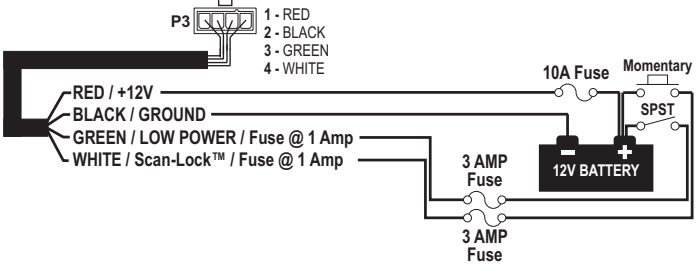 P3
1 - RED
2 - BLACK
3 - GREEN
4 - WHITE
10A Fuse
Momentary
SPST
RED / +12V
BLACK / GROUND
GREEN / LOW POWER / Fuse @ 1 Amp
WHITE / Scan-Lock™ / Fuse @ 1 Amp
3 AMP
Fuse
3 AMP
Fuse
- +
12V BATTERY